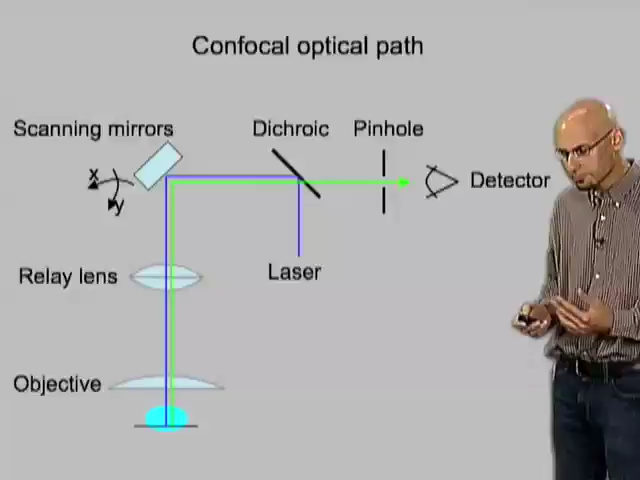 Confocal optical path
Scanning mirrors
Dichroic
Pinhole
x
y
Detector
Laser
Relay lens
Objective